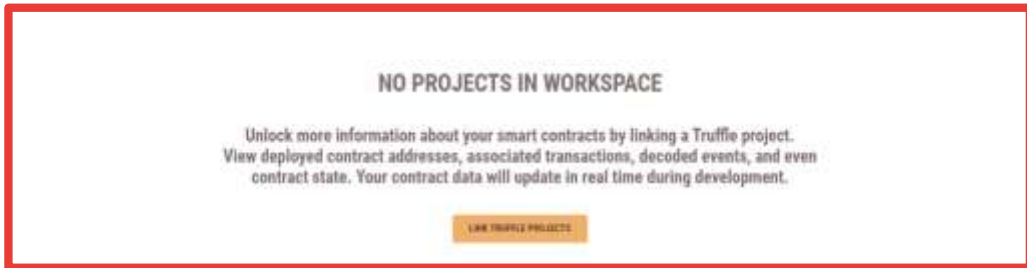 NO PROJECTS IN WORKSPACE
Unlock more information about your smart contracts by linking a Truffle project.
View deployed contract addresses, associated transactions, decoded events, and even
contract state. Your contract data will update in real time during development.
LINK TRUFFLE PROJECTS